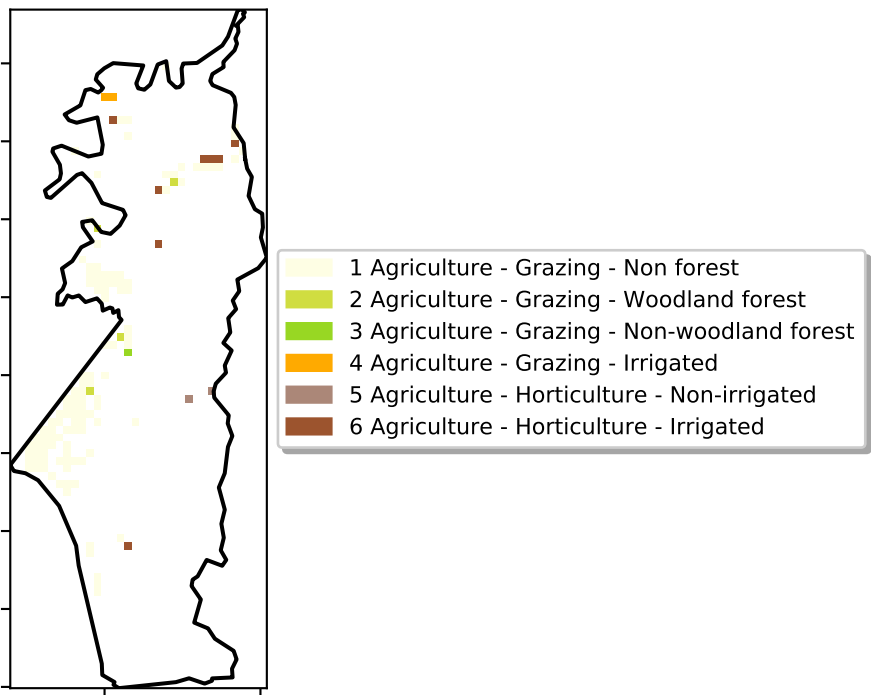 1 Agriculture - Grazing - Non forest
2 Agriculture - Grazing - Woodland forest
3 Agriculture - Grazing - Non-woodland forest
4 Agriculture - Grazing - Irrigated
5 Agriculture - Horticulture - Non-irrigated
6 Agriculture - Horticulture - Irrigated